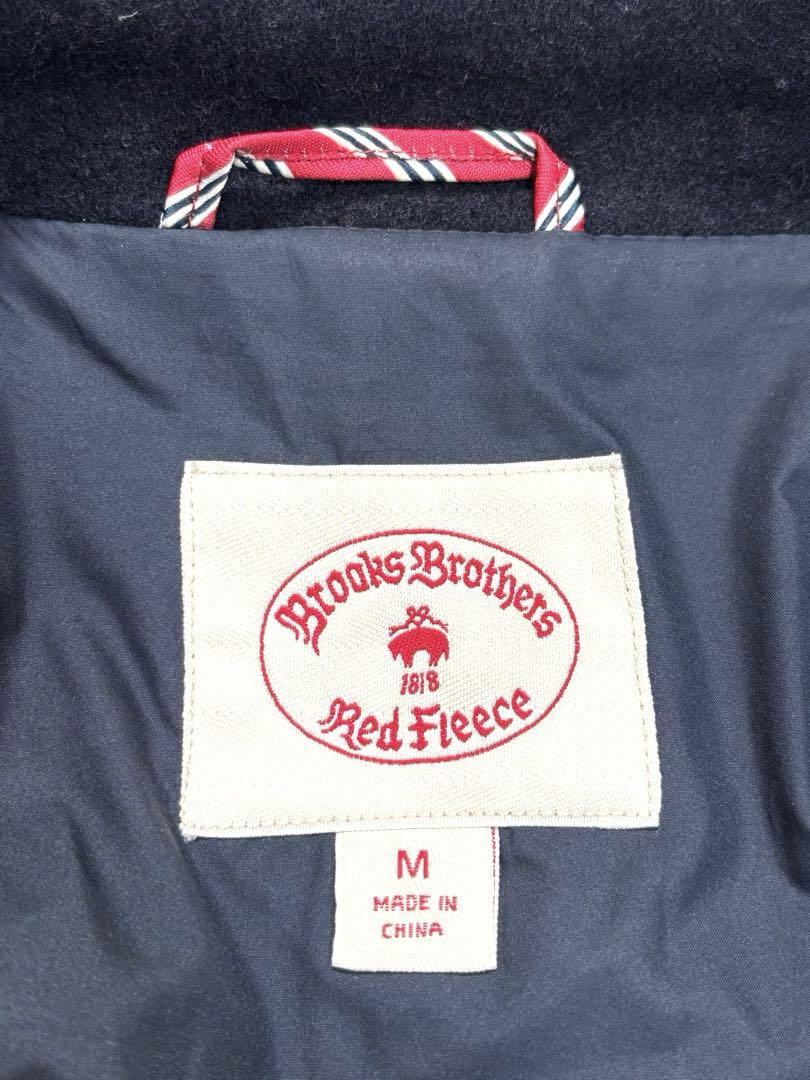 Brooks Brothers
1818
Red Fleece
M
MADE IN
CHINA